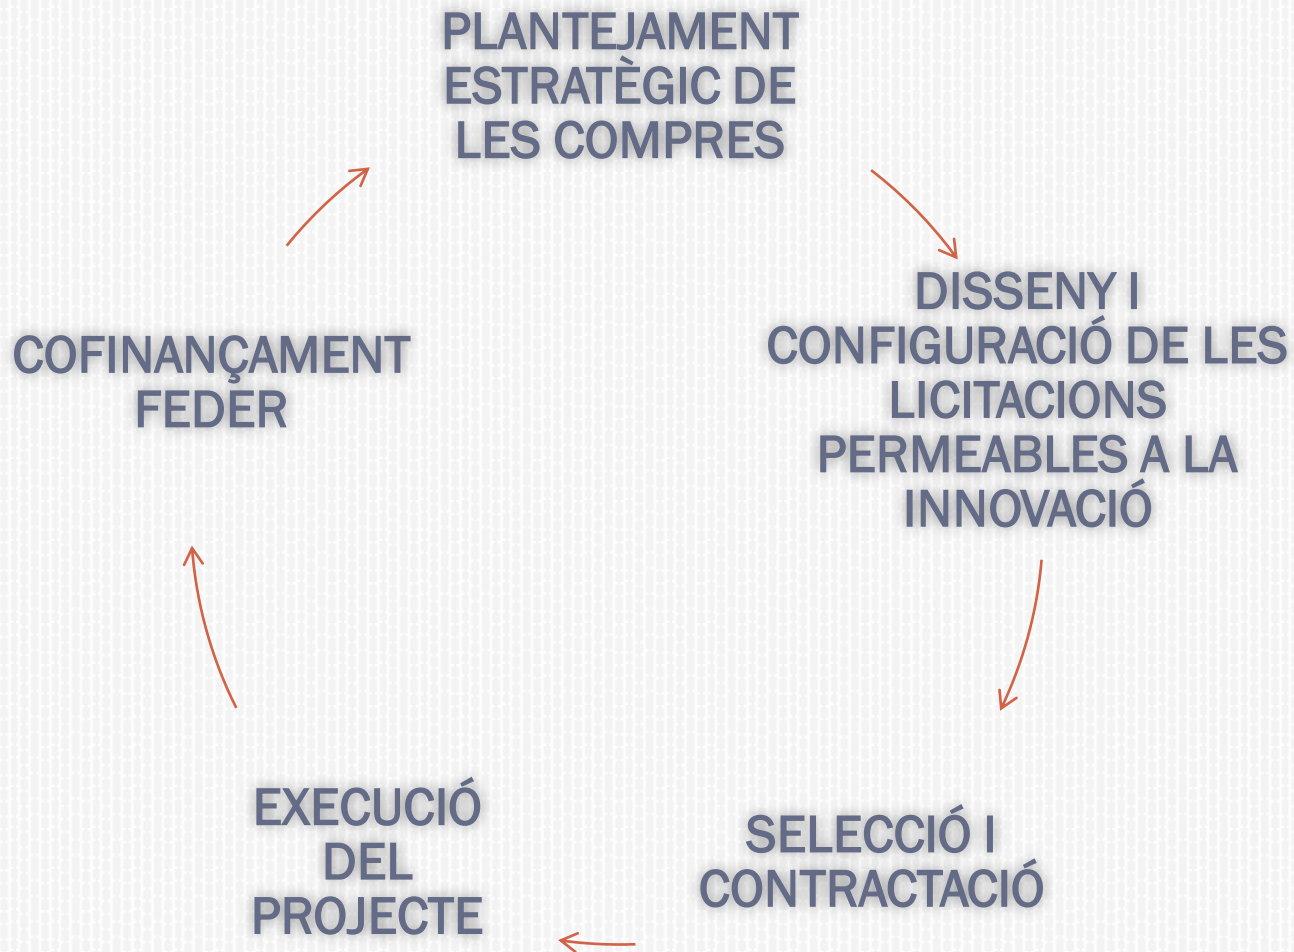 PLANTEJAMENT
ESTRATÈGIC DE
LES COMPRES
DISSENY I
CONFIGURACIÓ DE LES
LICITACIONS
PERMEABLES A LA
INNOVACIÓ
SELECCIÓ I
CONTRACTACIÓ
EXECUCIÓ
DEL
PROJECTE
COFINANÇAMENT
FEDER